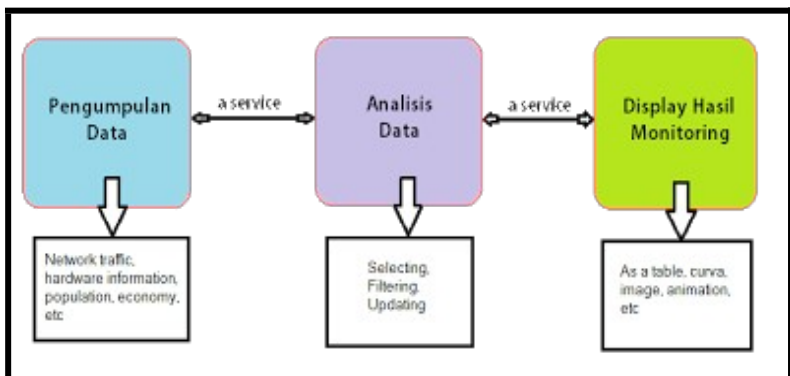 Pengumpulan
Data
a service
Analisis
Data
a service
Display Hasil
Monitoring
Network traffic,
hardware information,
population, economy,
etc
Selecting,
Filtering,
Updating
As a table, curva,
image, animation,
etc